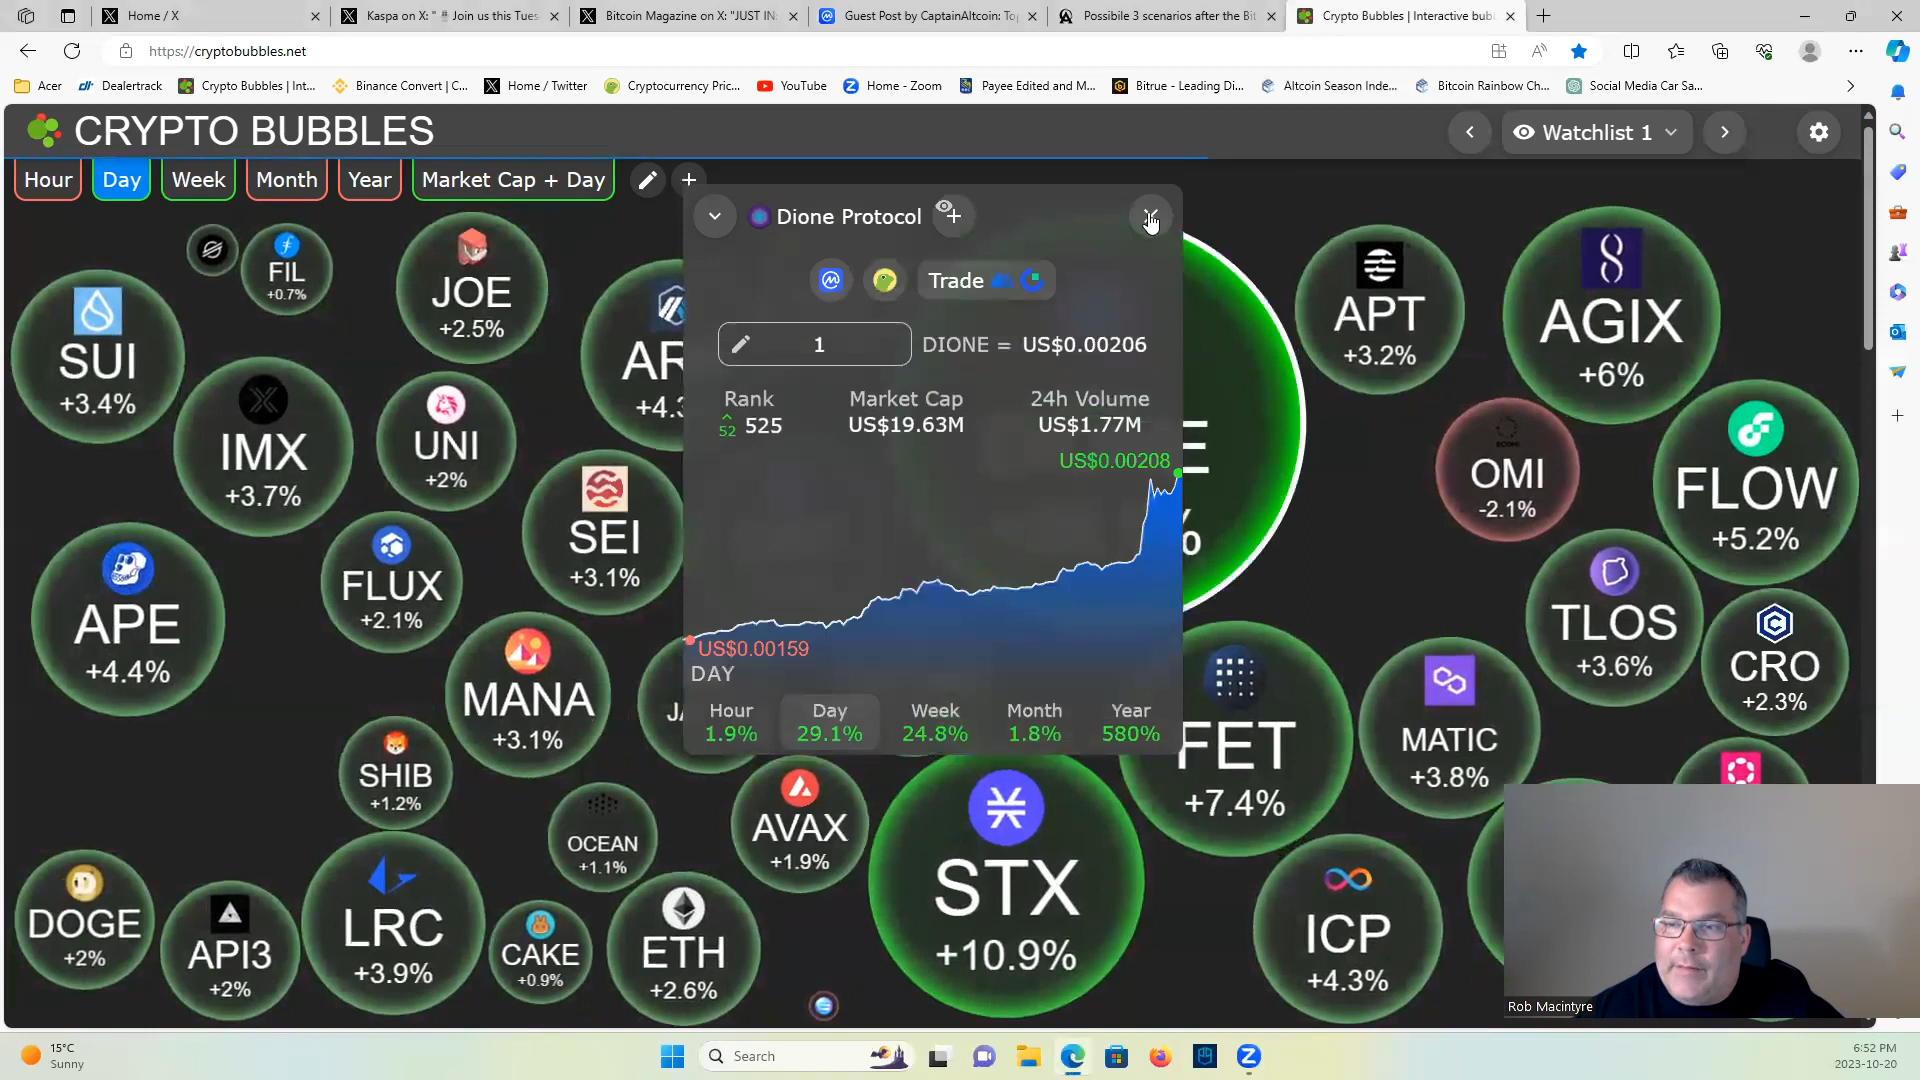 Home / X
Kaspa on X: " Join us this Tues
Bitcoin Magazine on X: "JUST IN:
Guest Post by CaptainAltcoin: To
Possibile 3 scenarios after the Bi
Crypto Bubbles | Interactive bub
https://cryptobubbles.net
Acer
Dealertrack
Crypto Bubbles | Int...
Binance Convert | C...
Home / Twitter
Cryptocurrency Pric...
YouTube
Home - Zoom
Payee Edited and M...
Bitrue - Leading Di...
Altcoin Season Inde...
Bitcoin Rainbow Ch...
Social Media Car Sa...
CRYPTO BUBBLES
Watchlist 1
Hour
Day
Week
Month
Year
Market Cap + Day
Dione Protocol
Trade
1
DIONE = US$0.00206
Rank
Market Cap
24h Volume
52 525
US$19.63M
US$1.77M
US$0.00208
US$0.00159
DAY
Hour
Day
Week
Month
Year
1.9%
29.1%
24.8%
1.8%
580%
SUI
+3.4%
FIL
+0.7%
JOE
+2.5%
AR
+4.3
IMX
+3.7%
UNI
+2%
SEI
+3.1%
APE
+4.4%
FLUX
+2.1%
MANA
+3.1%
JA
SHIB
+1.2%
OCEAN
+1.1%
AVAX
+1.9%
DOGE
+2%
API3
+2%
LRC
+3.9%
CAKE
+0.9%
ETH
+2.6%
STX
+10.9%
E
%
FET
+7.4%
APT
+3.2%
AGIX
+6%
OMI
-2.1%
FLOW
+5.2%
TLOS
+3.6%
CRO
+2.3%
MATIC
+3.8%
ICP
+4.3%
Rob Macintyre
15°C
Sunny
Search
6:52 PM
2023-10-20